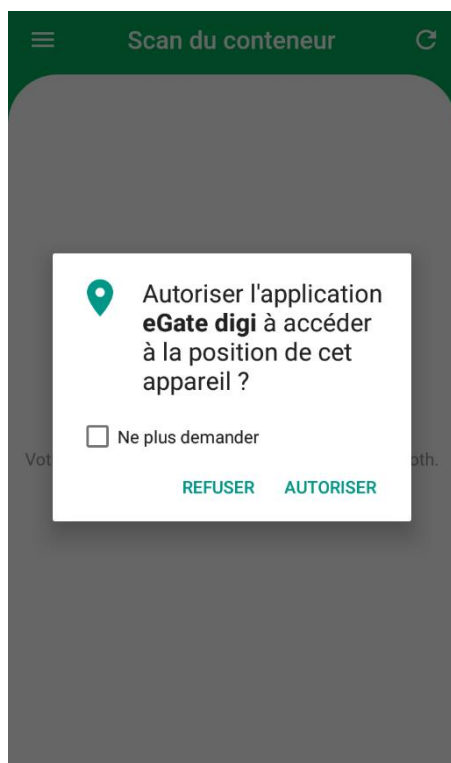 Scan du conteneur
Autoriser l'application
eGate digi à accéder
à la position de cet
appareil ?
Ne plus demander
REFUSER AUTORISER